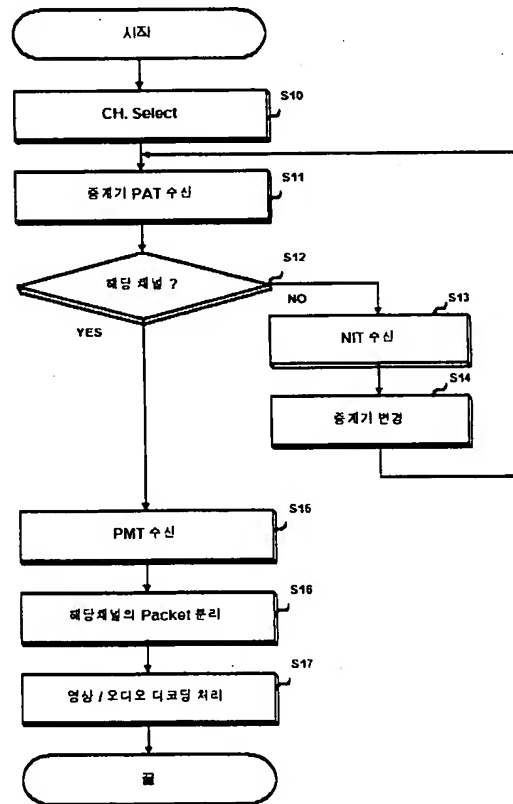 시작
S10
CH. Select
S11
중계기 PAT 수신
S12
해당 채널 ?
NO
YES
S13
NIT 수신
S14
중계기 변경
S15
PMT 수신
S16
해당채널의 Packet 분리
S17
영상 / 오디오 디코딩 처리
끝